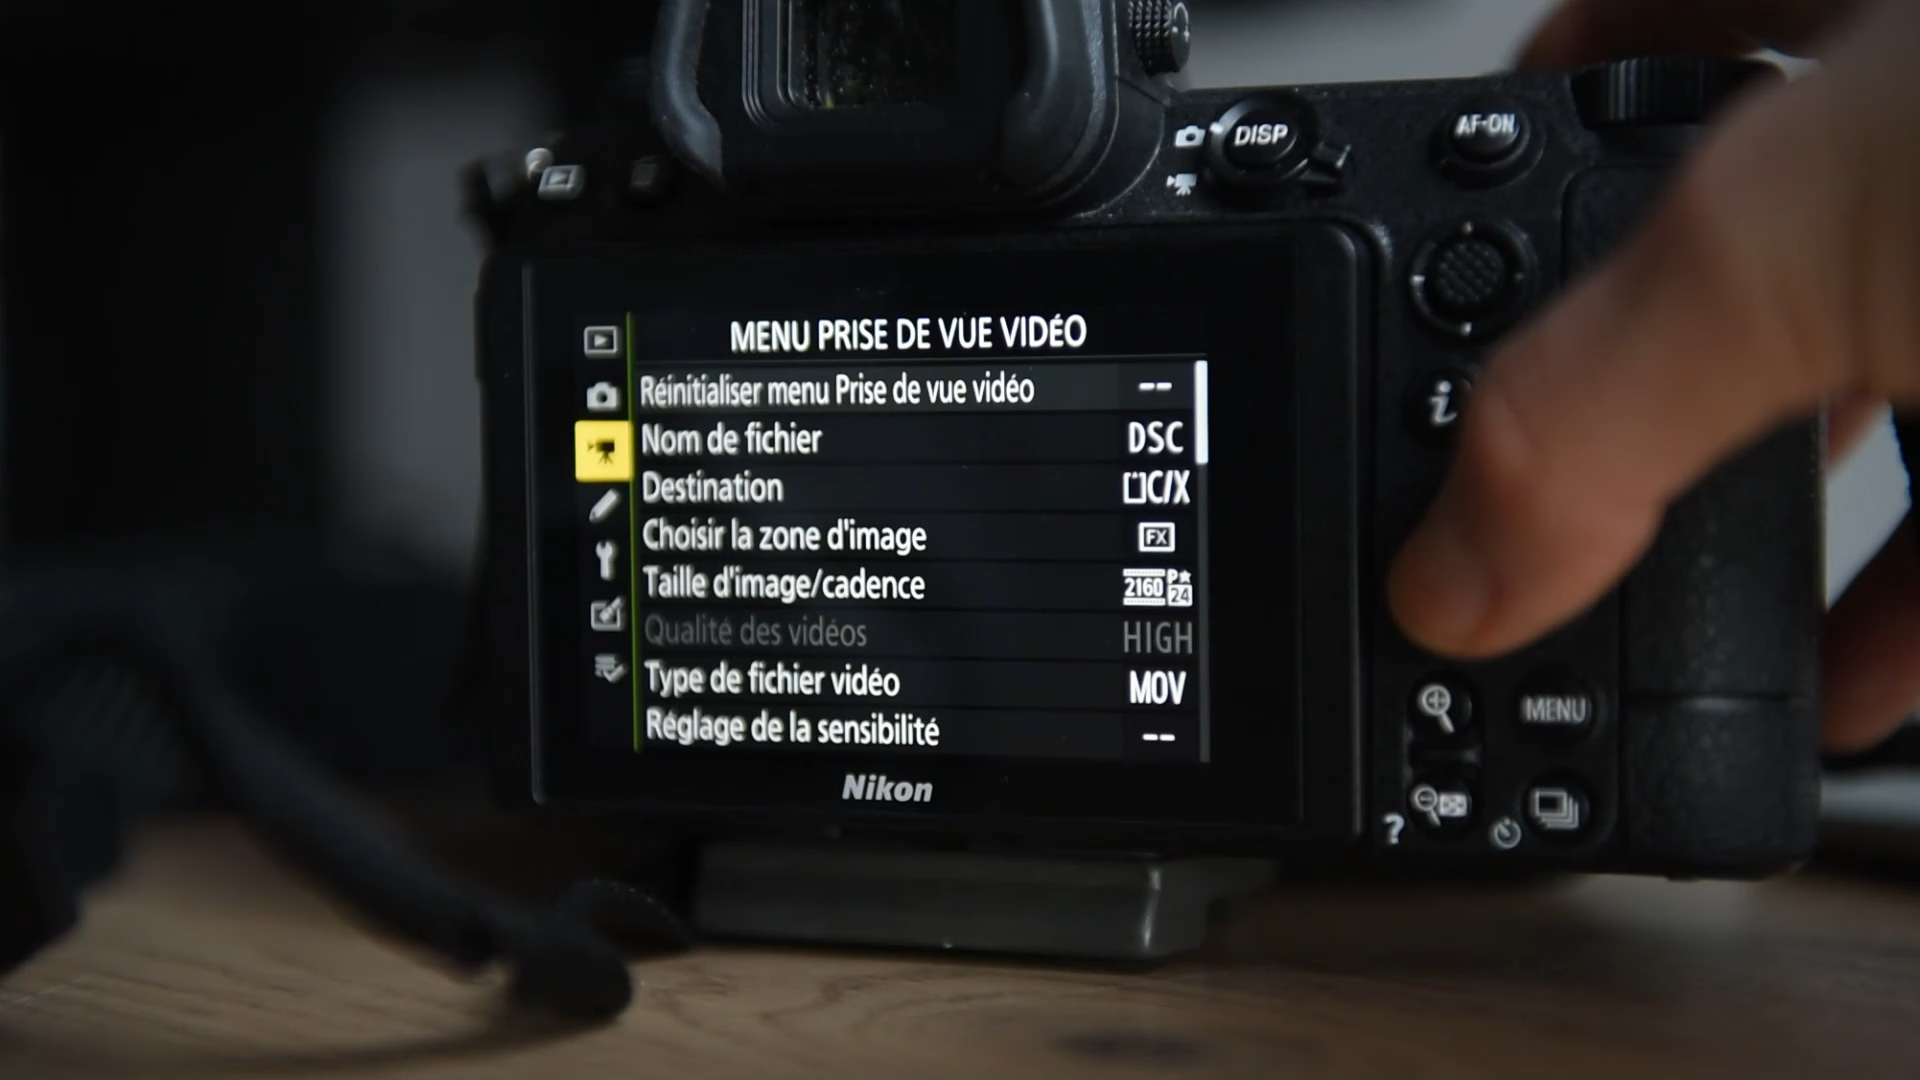 DISP
AF-ON
MENU PRISE DE VUE VIDÉO
Réinitialiser menu Prise de vue vidéo --
Nom de fichier DSC
Destination C/X
Choisir la zone d'image FX
Taille d'image/cadence 2160 P★ 24
Qualité des vidéos HIGH
Type de fichier vidéo MOV
Réglage de la sensibilité --
i
MENU
Nikon
?